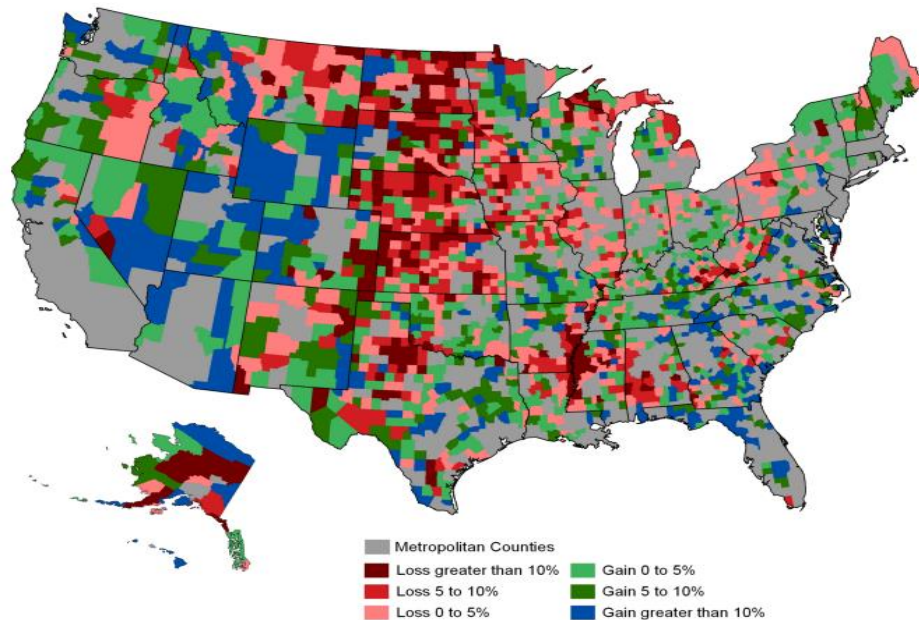 Metropolitan Counties
Loss greater than 10%
Gain 0 to 5%
Loss 5 to 10%
Gain 5 to 10%
Loss 0 to 5%
Gain greater than 10%